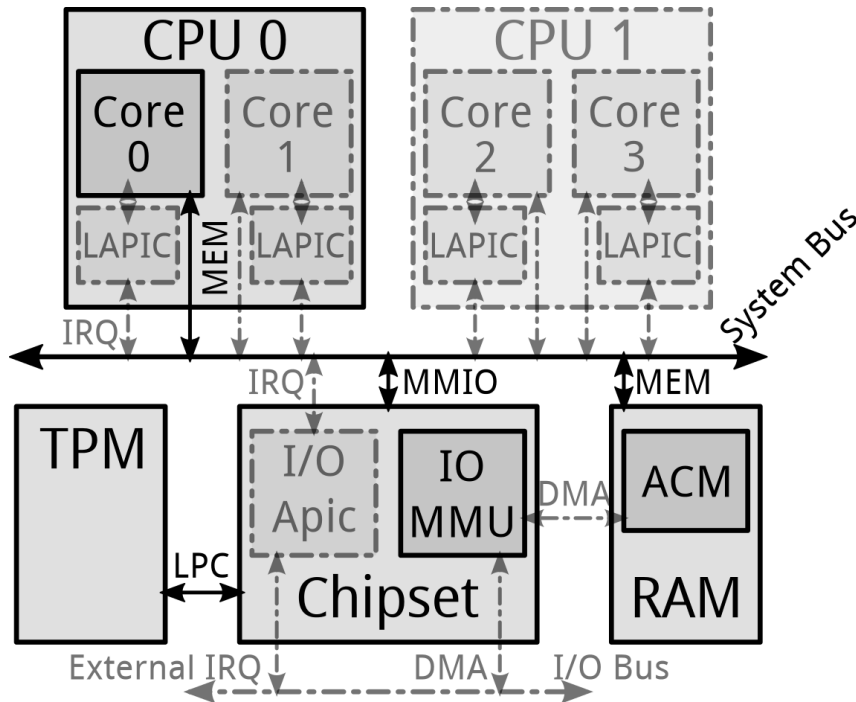 CPU 0
CPU 1
Core
0
Core
1
Core
2
Core
3
LAPIC
MEM
LAPIC
LAPIC
LAPIC
System Bus
IRQ
IRQ
MMIO
MEM
TPM
I/O
Apic
IO
MMU
DMA
ACM
LPC
Chipset
RAM
External IRQ
DMA
I/O Bus